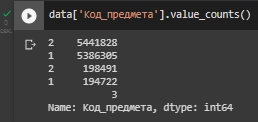 data['Код_предмета'].value_counts()
2 5441828
1 5386305
2 198491
1 194722
3
Name: Код_предмета, dtype: int64